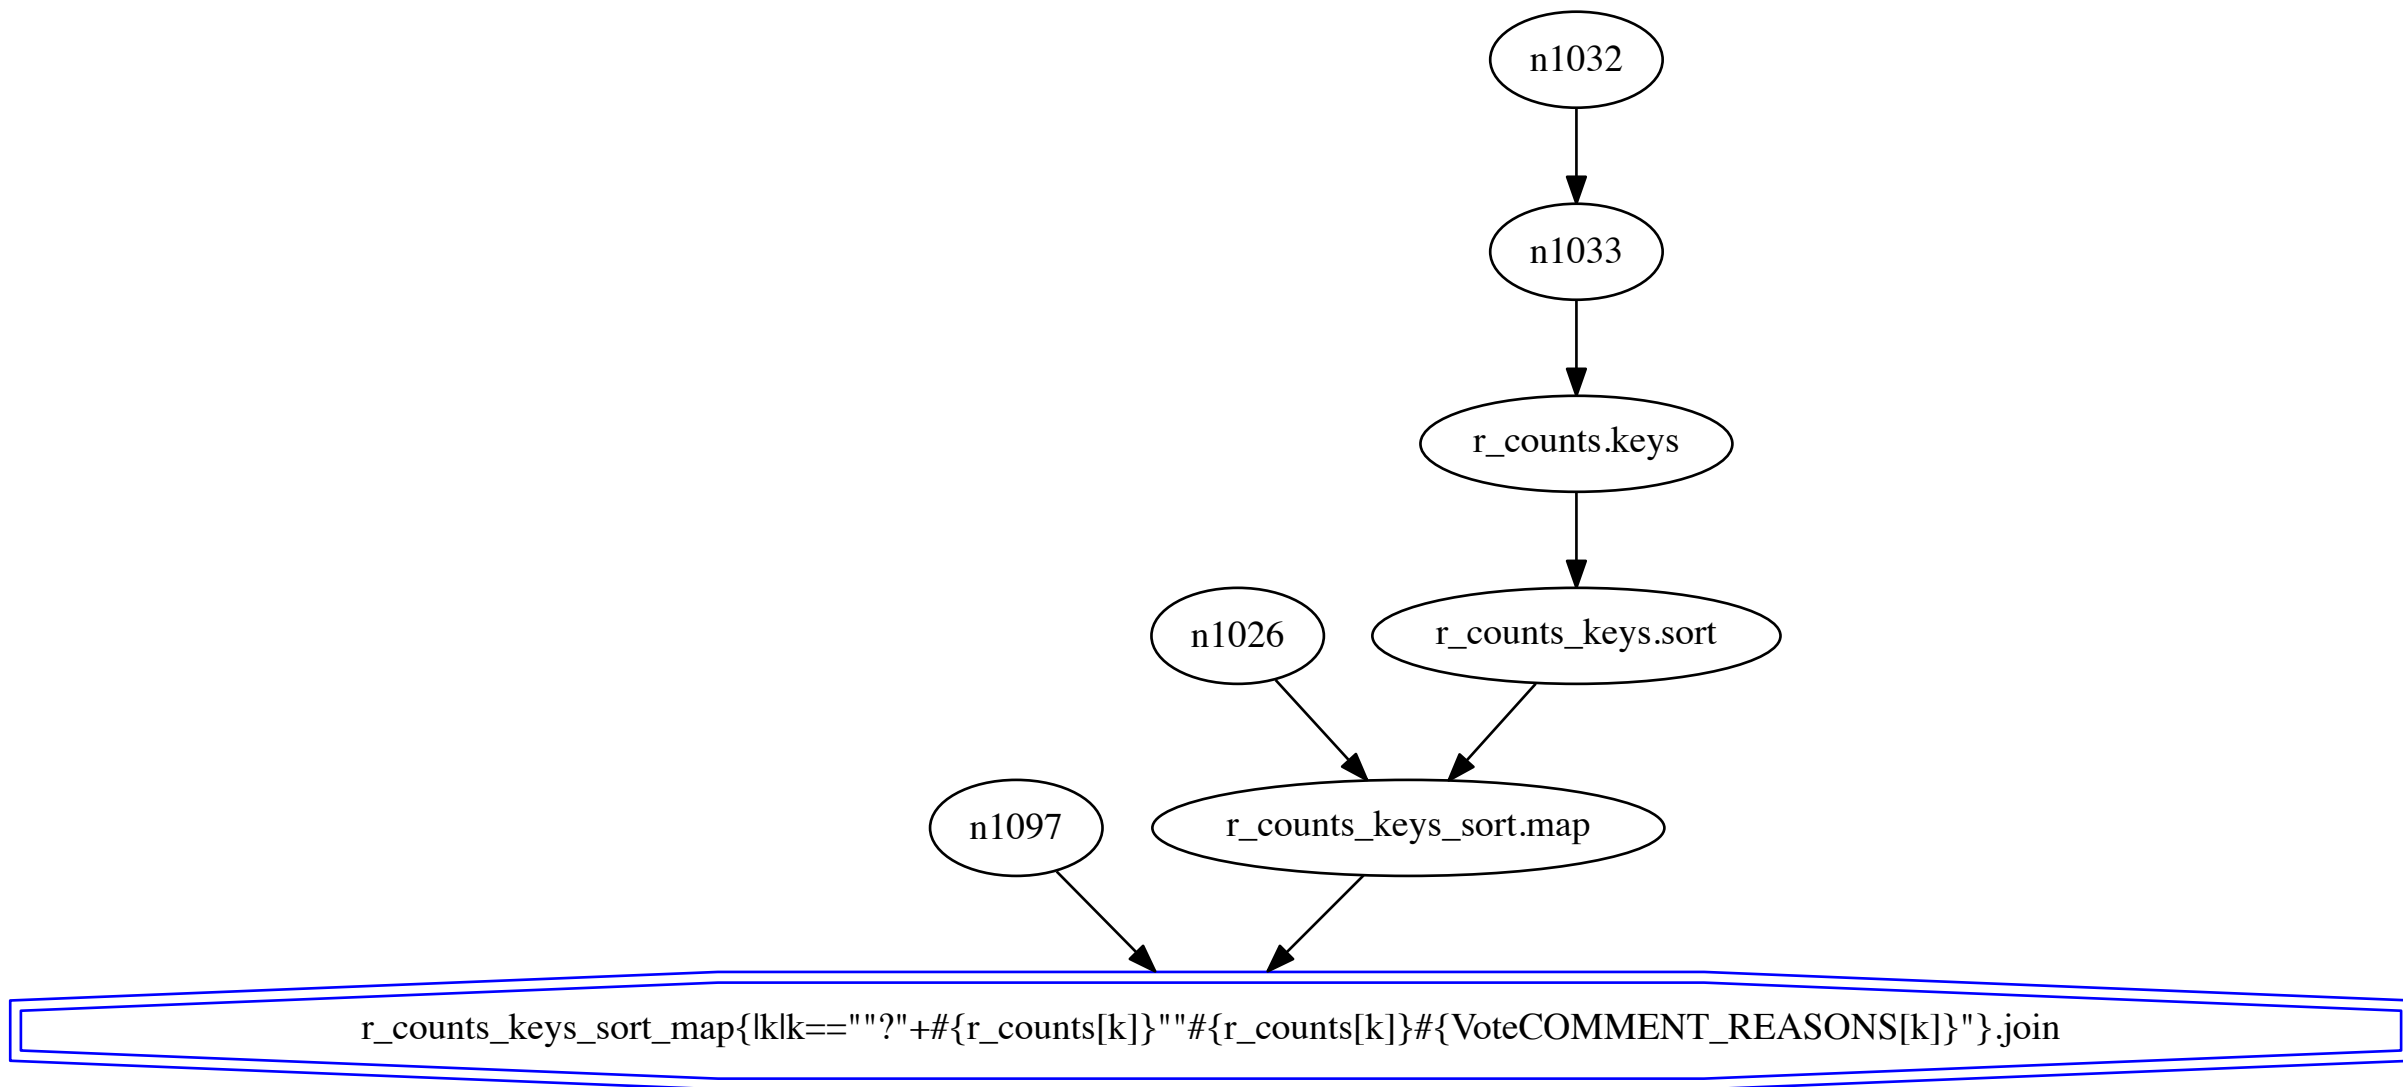 n1032
n1033
r_counts.keys
n1026
r_counts_keys.sort
n1097
r_counts_keys_sort.map
r_counts_keys_sort_map{|k|k==""?"+#{r_counts[k]}""#{r_counts[k]}#{VoteCOMMENT_REASONS[k]}"}.join